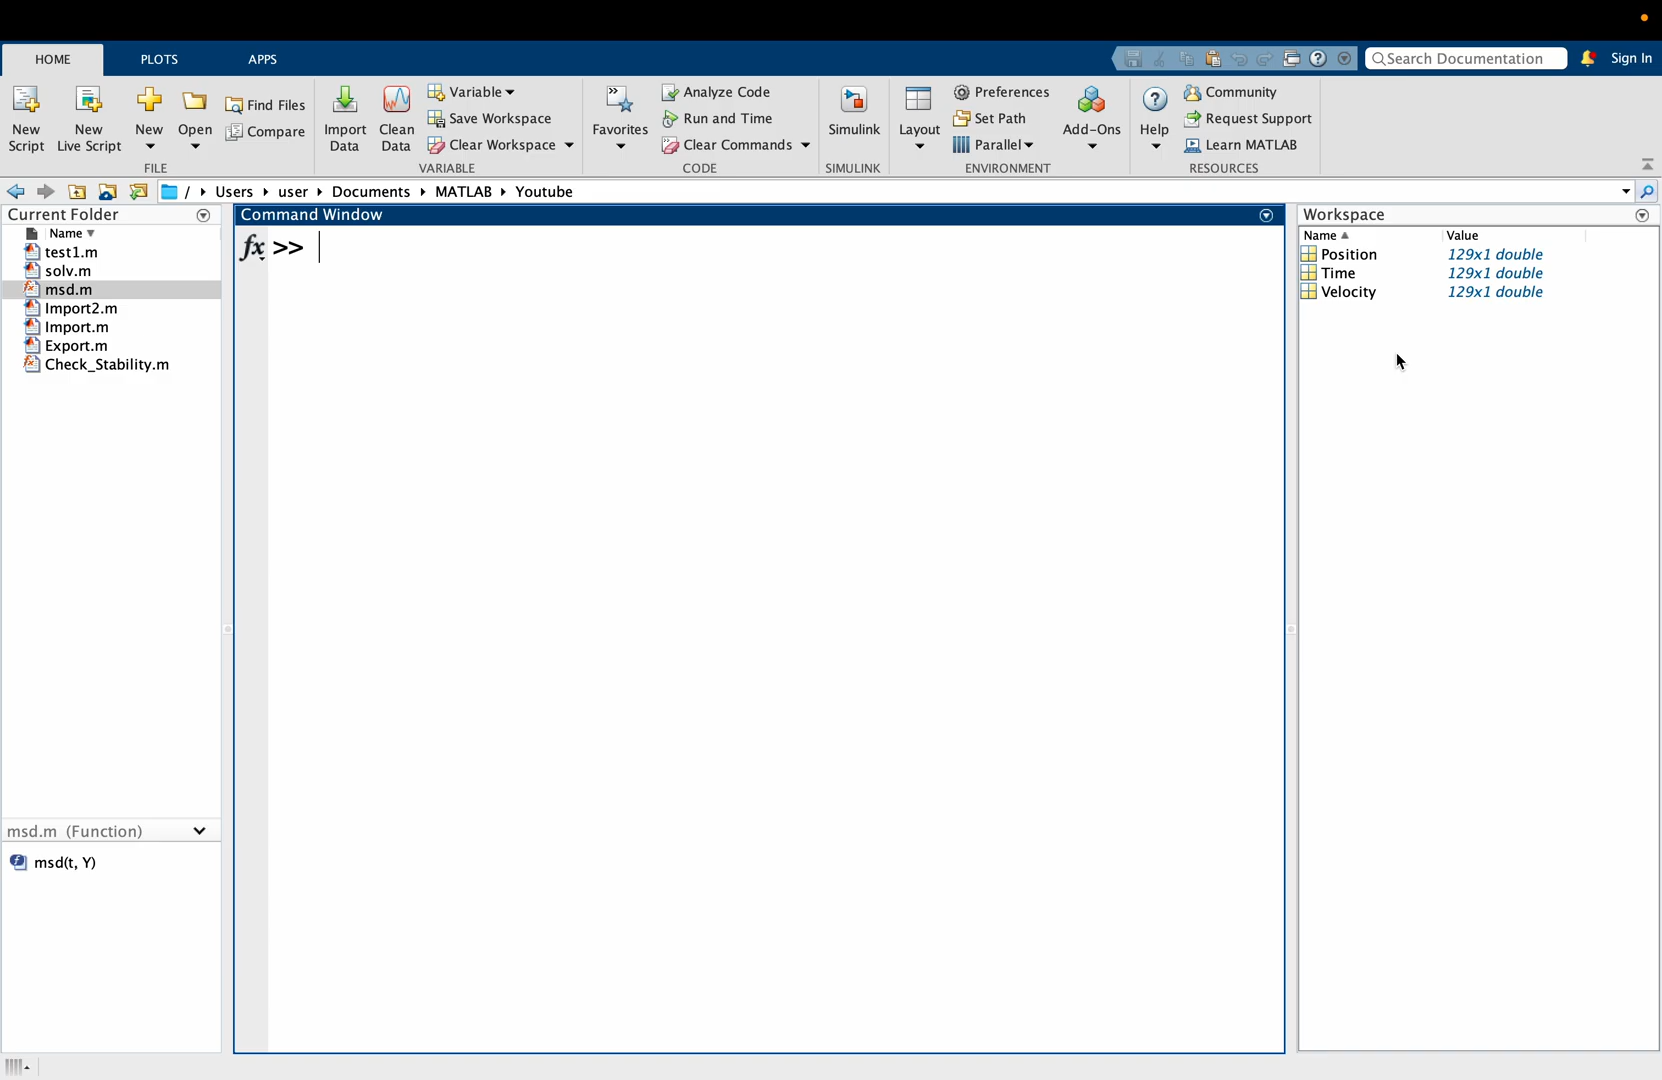 HOME PLOTS APPS Search Documentation Sign In
New Script
New Live Script
New
Open
Find Files
Compare
FILE
Import Data
Clean Data
Variable
Save Workspace
Clear Workspace
VARIABLE
Favorites
Analyze Code
Run and Time
Clear Commands
CODE
Simulink
SIMULINK
Layout
Preferences
Set Path
Parallel
Add-Ons
ENVIRONMENT
Help
Community
Request Support
Learn MATLAB
RESOURCES
/ Users user Documents MATLAB Youtube
Current Folder
Name
test1.m
solv.m
msd.m
Import2.m
Import.m
Export.m
Check_Stability.m
msd.m (Function)
msd(t, Y)
Command Window
fx >>
Workspace
Name Value
Position 129x1 double
Time 129x1 double
Velocity 129x1 double